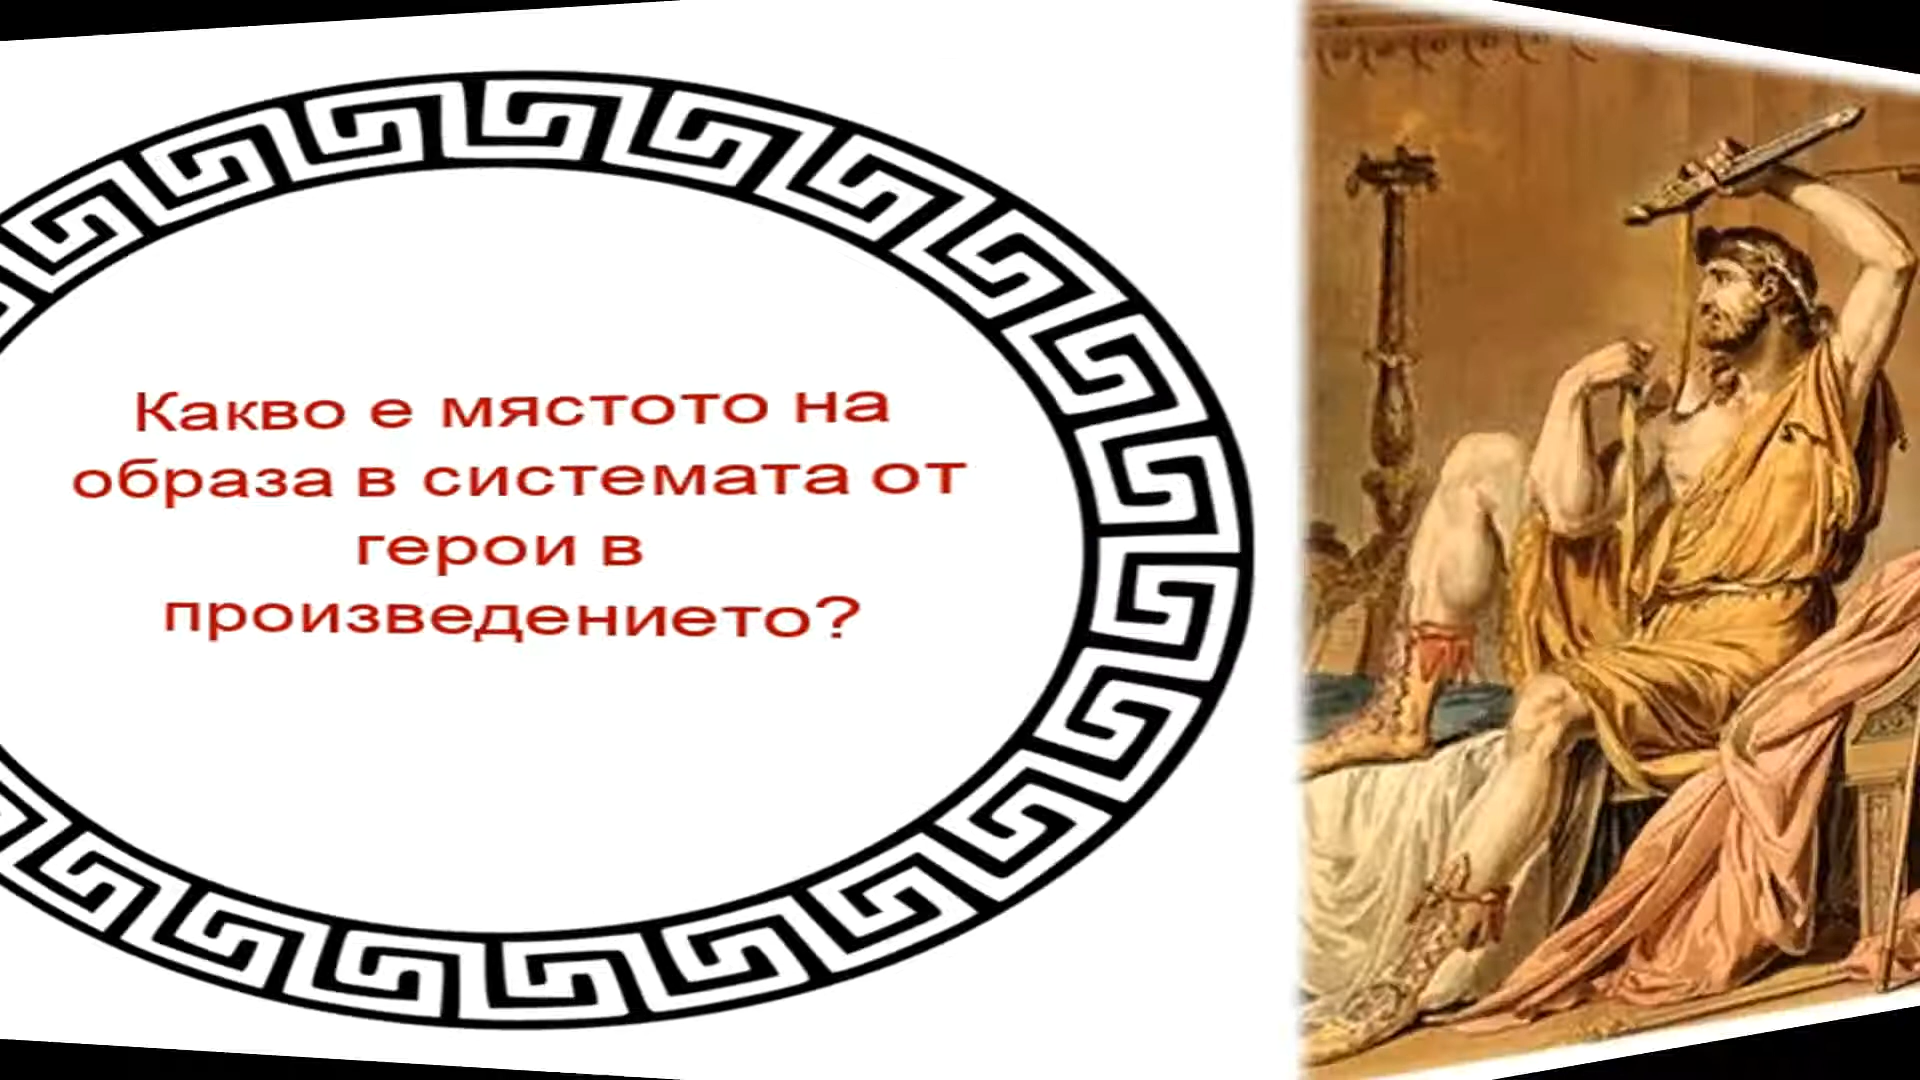 Какво е мястото на
образа в системата от
герои в
произведението?